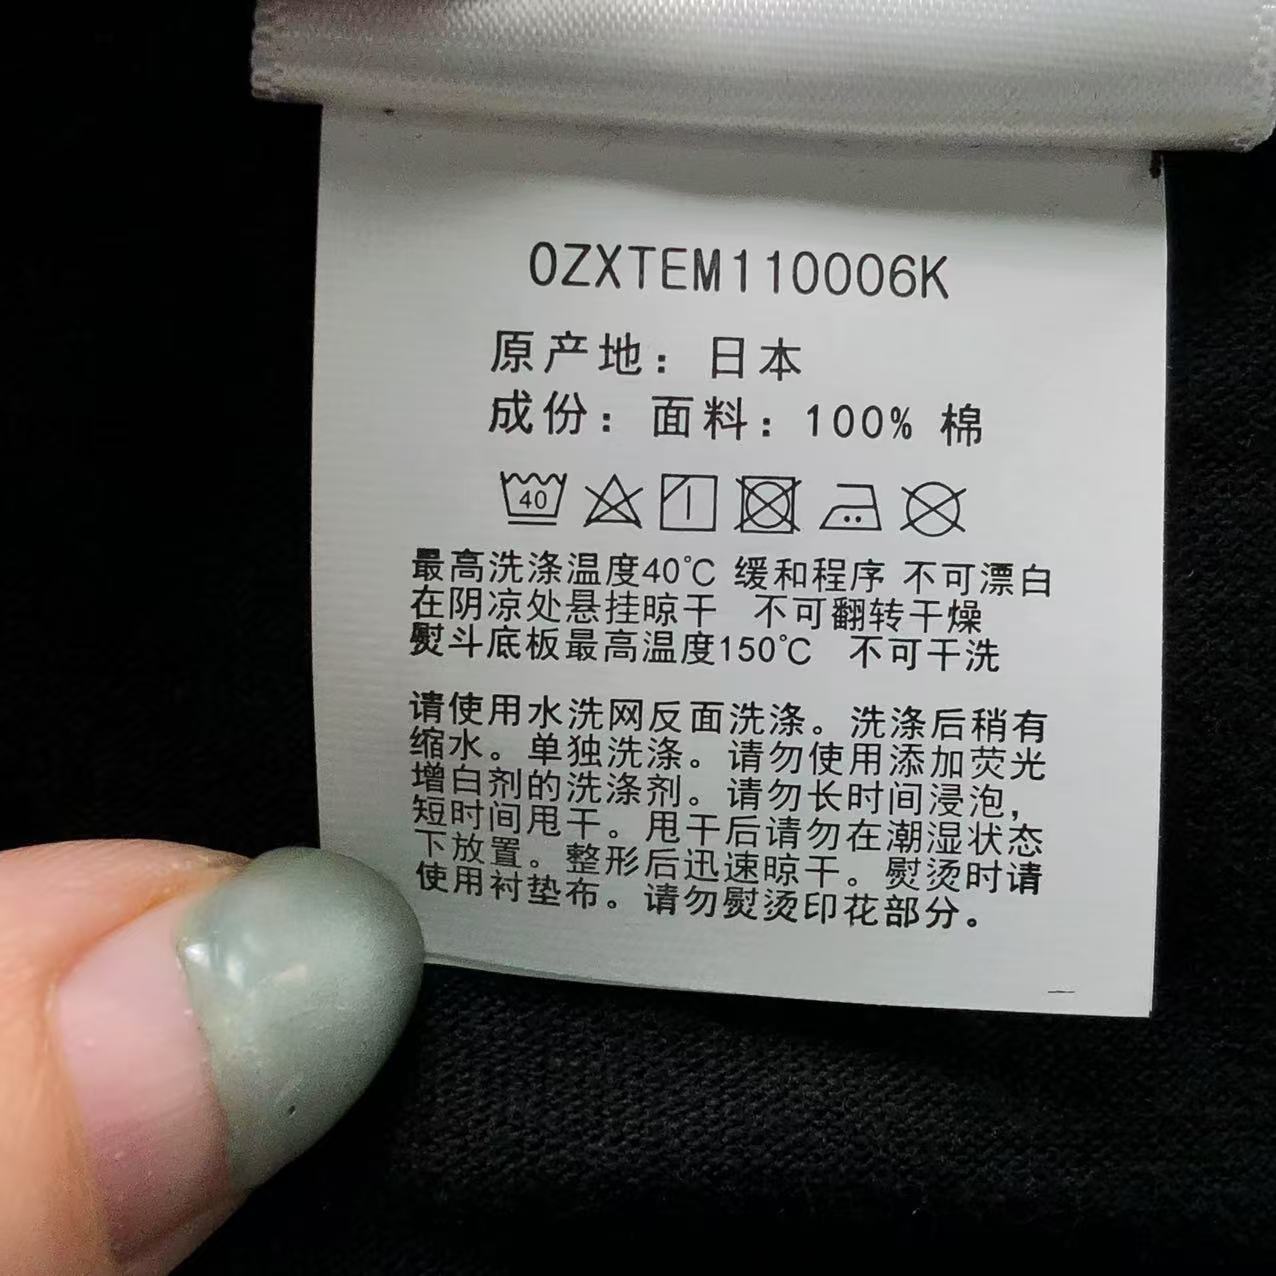 0ZXTEM110006K
原产地：日本
成份：面料：100% 棉
40
最高洗涤温度40℃ 缓和程序 不可漂白
在阴凉处悬挂晾干 不可翻转干燥
熨斗底板最高温度150℃ 不可干洗
请使用水洗网反面洗涤。洗涤后稍有
缩水。单独洗涤。请勿使用添加荧光
增白剂的洗涤剂。请勿长时间浸泡，
短时间甩干。甩干后请勿在潮湿状态
下放置。整形后迅速晾干。熨烫时请
使用衬垫布。请勿熨烫印花部分。